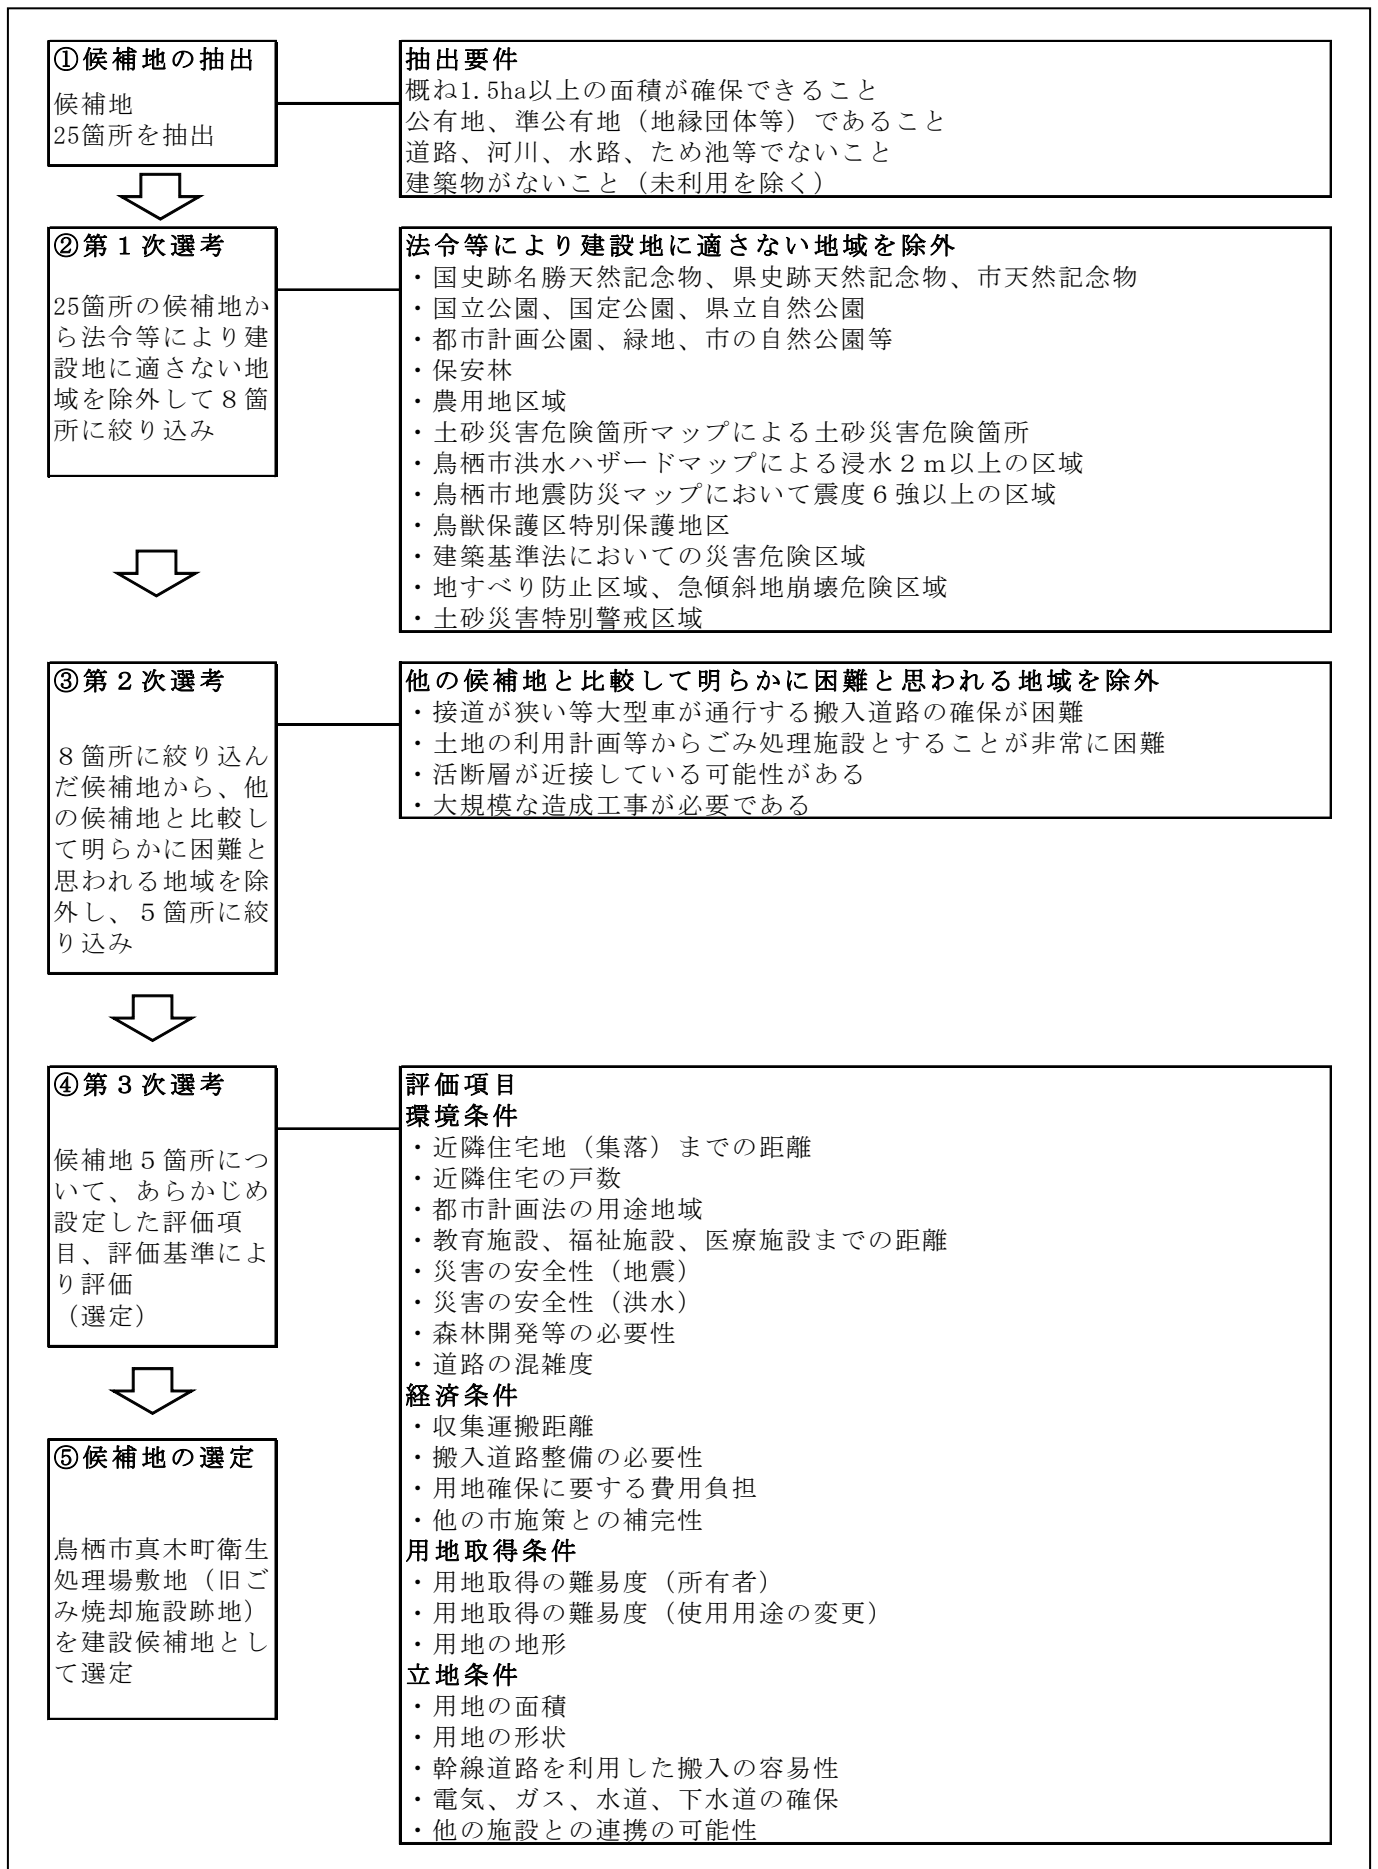 ①候補地の抽出
候補地
25箇所を抽出
抽出要件
概ね1.5ha以上の面積が確保できること
公有地、準公有地（地縁団体等）であること
道路、河川、水路、ため池等でないこと
建築物がないこと（未利用を除く）
②第１次選考
25箇所の候補地か
ら法令等により建
設地に適さない地
域を除外して８箇
所に絞り込み
法令等により建設地に適さない地域を除外
・国史跡名勝天然記念物、県史跡天然記念物、市天然記念物
・国立公園、国定公園、県立自然公園
・都市計画公園、緑地、市の自然公園等
・保安林
・農用地区域
・土砂災害危険箇所マップによる土砂災害危険箇所
・鳥栖市洪水ハザードマップによる浸水２ｍ以上の区域
・鳥栖市地震防災マップにおいて震度６強以上の区域
・鳥獣保護区特別保護地区
・建築基準法においての災害危険区域
・地すべり防止区域、急傾斜地崩壊危険区域
・土砂災害特別警戒区域
③第２次選考
８箇所に絞り込ん
だ候補地から、他
の候補地と比較し
て明らかに困難と
思われる地域を除
外し、５箇所に絞
り込み
他の候補地と比較して明らかに困難と思われる地域を除外
・接道が狭い等大型車が通行する搬入道路の確保が困難
・土地の利用計画等からごみ処理施設とすることが非常に困難
・活断層が近接している可能性がある
・大規模な造成工事が必要である
④第３次選考
候補地５箇所につ
いて、あらかじめ
設定した評価項
目、評価基準によ
り評価
（選定）
評価項目
環境条件
・近隣住宅地（集落）までの距離
・近隣住宅の戸数
・都市計画法の用途地域
・教育施設、福祉施設、医療施設までの距離
・災害の安全性（地震）
・災害の安全性（洪水）
・森林開発等の必要性
・道路の混雑度
経済条件
・収集運搬距離
・搬入道路整備の必要性
・用地確保に要する費用負担
・他の市施策との補完性
用地取得条件
・用地取得の難易度（所有者）
・用地取得の難易度（使用用途の変更）
・用地の地形
立地条件
・用地の面積
・用地の形状
・幹線道路を利用した搬入の容易性
・電気、ガス、水道、下水道の確保
・他の施設との連携の可能性
⑤候補地の選定
鳥栖市真木町衛生
処理場敷地（旧ご
み焼却施設跡地）
を建設候補地とし
て選定